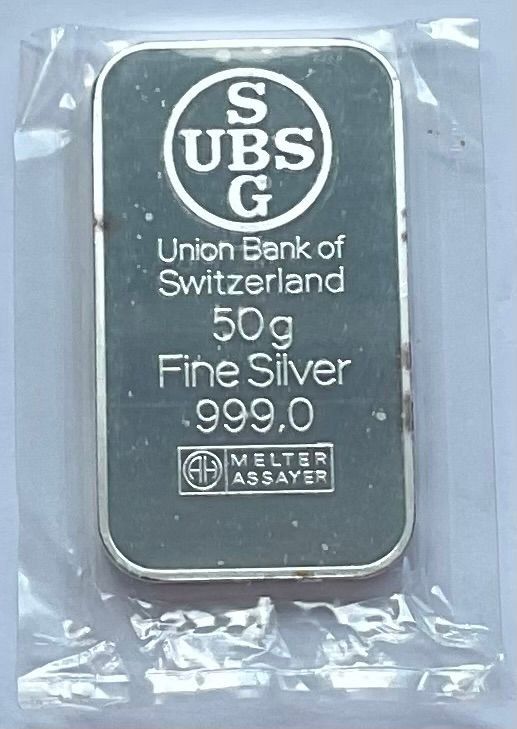 S
UBS
G
Union Bank of
Switzerland
50g
Fine Silver
999,0
AH MELTER
ASSAYER